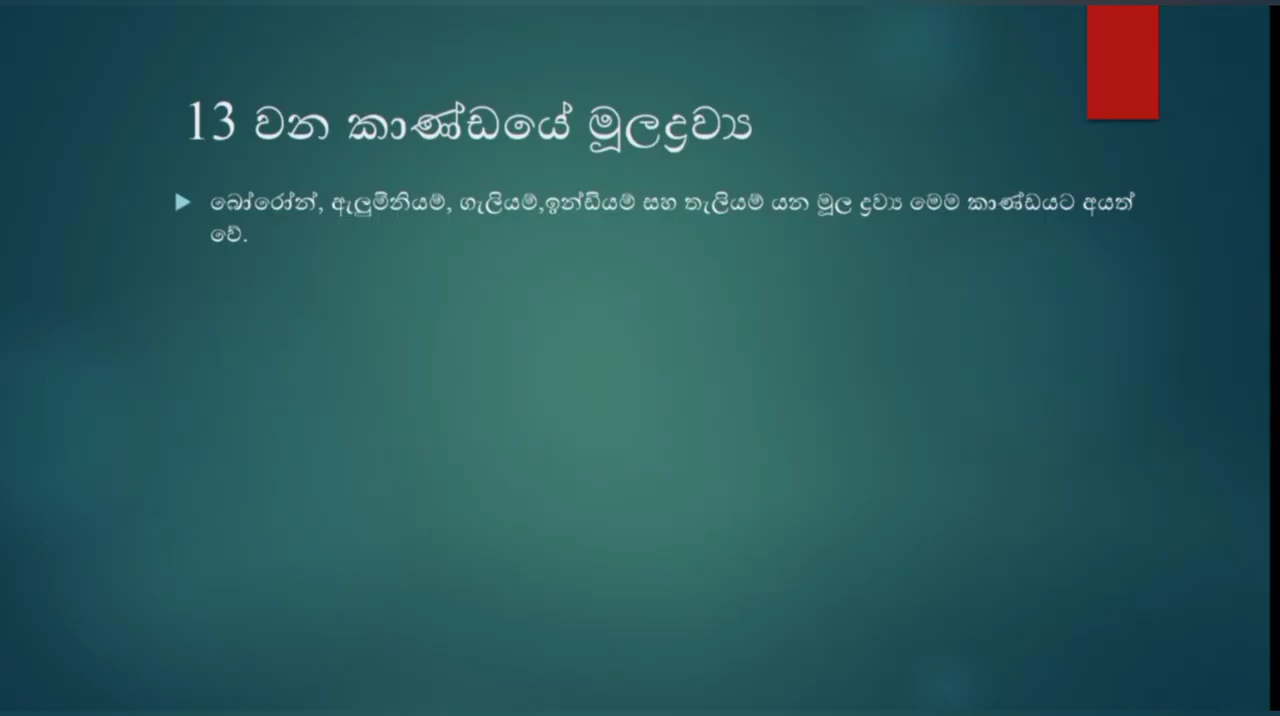 13 වන කාණ්ඩයේ මූලද්‍රව්‍ය
බෝරෝන්, ඇලුමිනියම්, ගැලියම්,ඉන්ඩියම් සහ තැලියම් යන මූල ද්‍රව්‍ය මෙම කාණ්ඩයට අයත්
වේ.